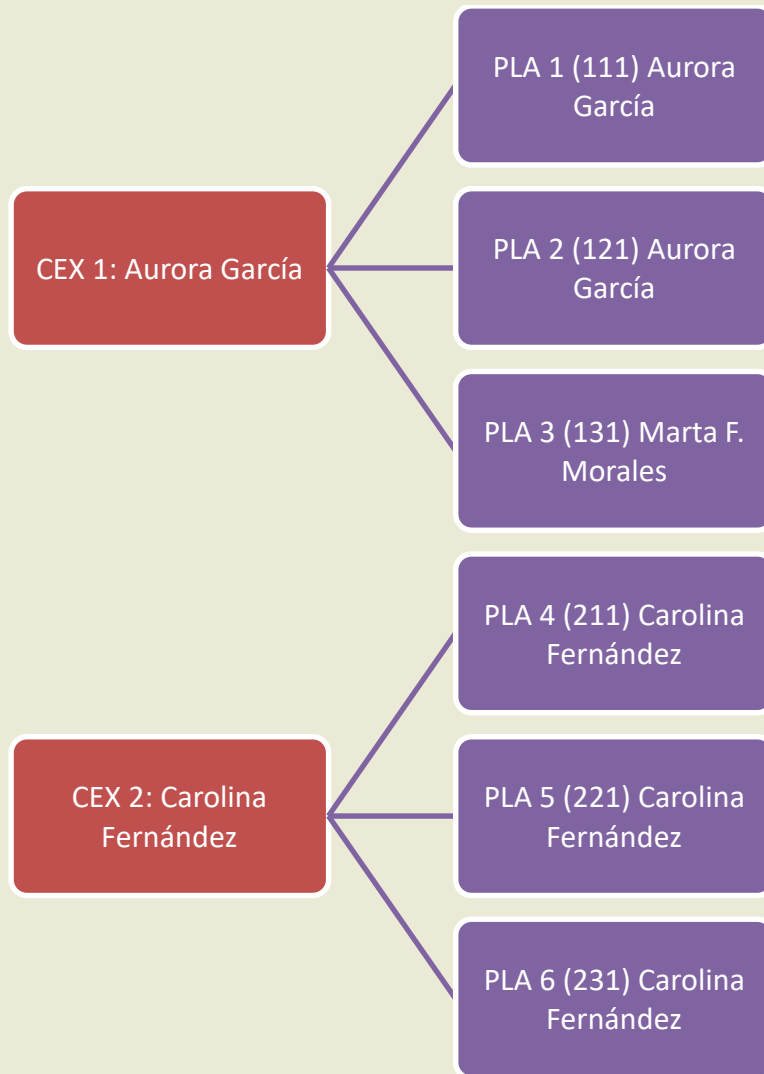 PLA 1 (111) Aurora
García
CEX 1: Aurora García
PLA 2 (121) Aurora
García
PLA 3 (131) Marta F.
Morales
PLA 4 (211) Carolina
Fernández
CEX 2: Carolina
Fernández
PLA 5 (221) Carolina
Fernández
PLA 6 (231) Carolina
Fernández